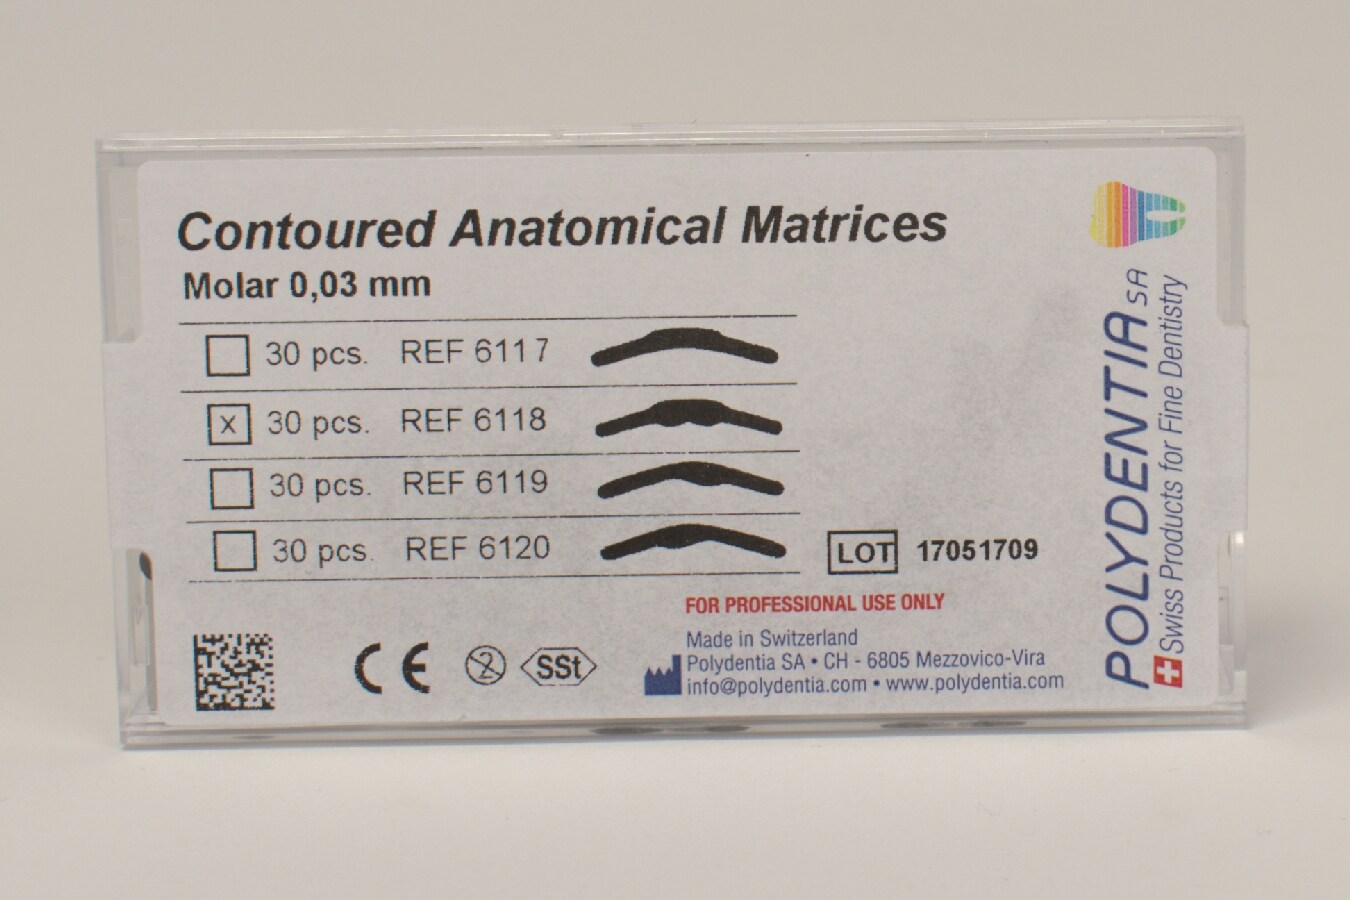 Contoured Anatomical Matrices
Molar 0,03 mm
30 pcs. REF 6117
x 30 pcs. REF 6118
30 pcs. REF 6119
30 pcs. REF 6120
LOT 17051709
FOR PROFESSIONAL USE ONLY
Made in Switzerland
Polydentia SA • CH - 6805 Mezzovico-Vira
info@polydentia.com • www.polydentia.com
CE 2 SSt
POLYDENTIA SA
Swiss Products for Fine Dentistry